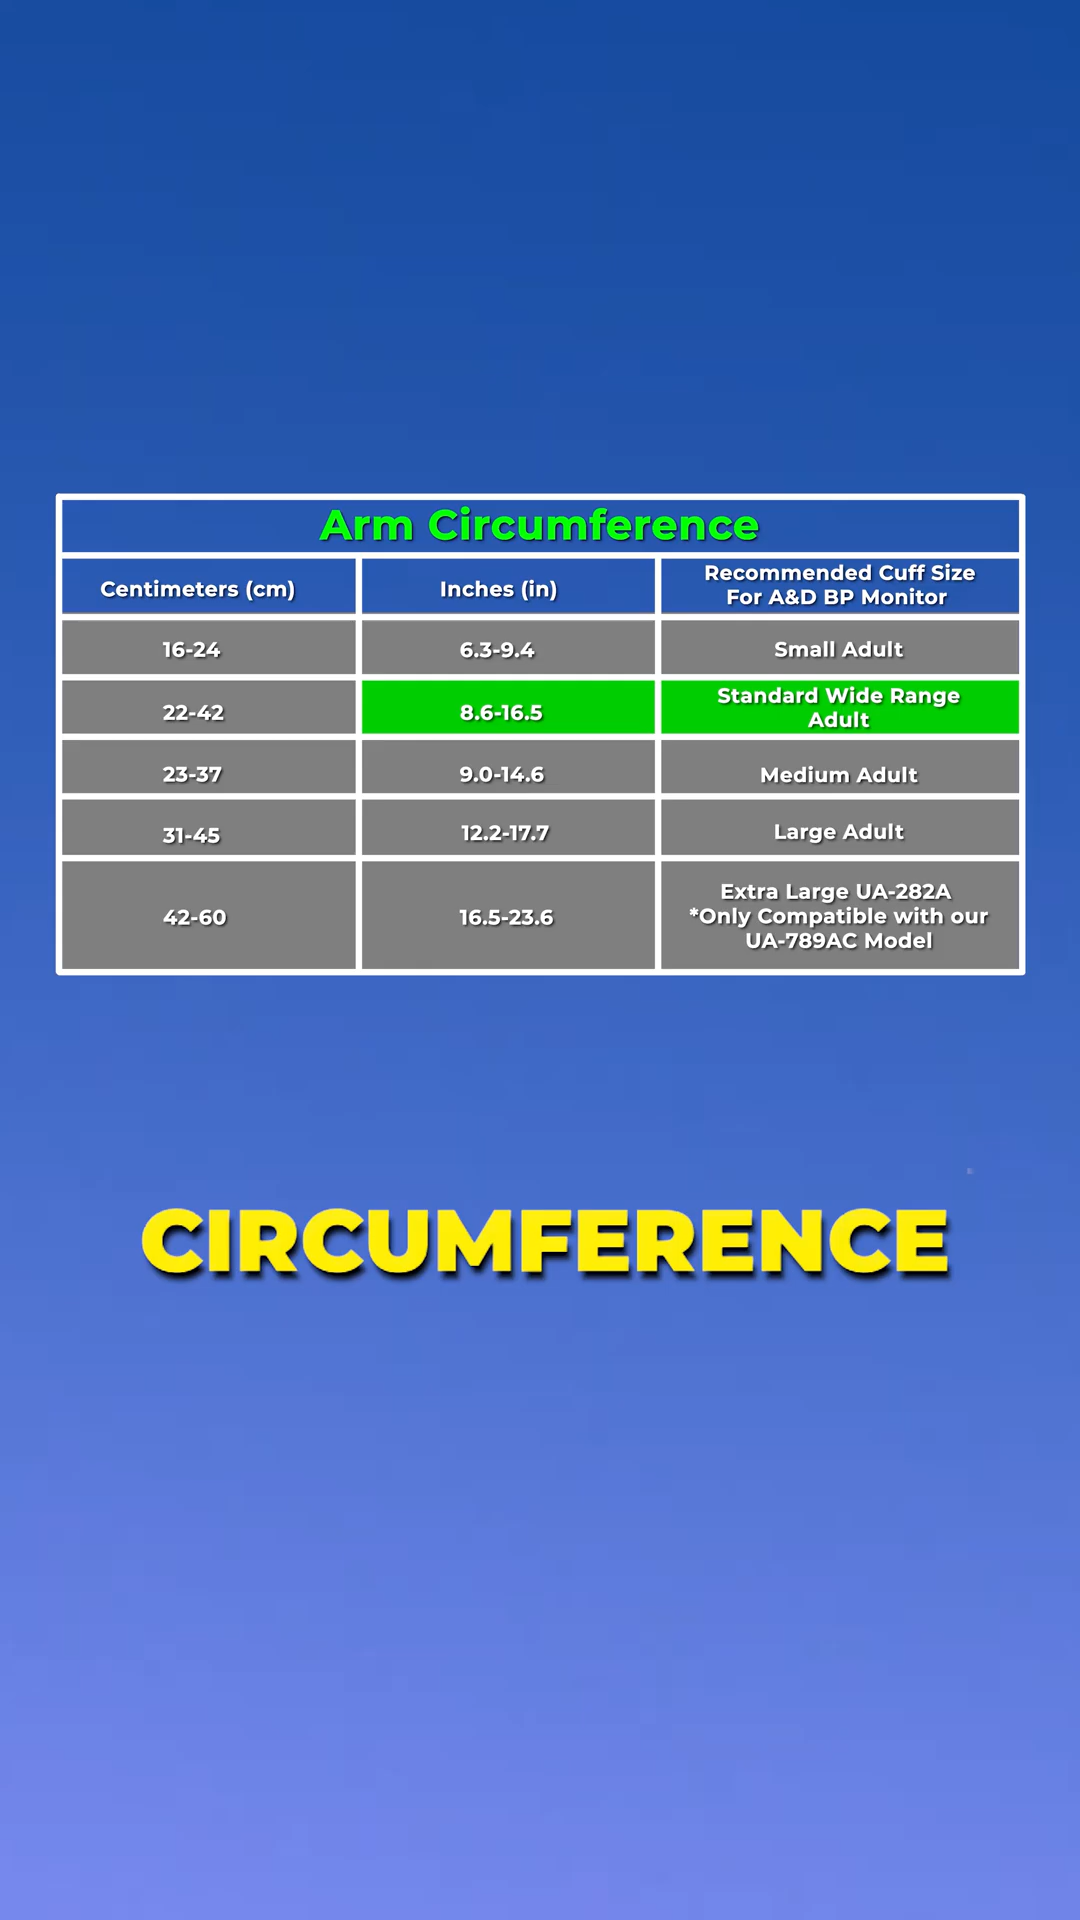 Arm Circumference
Centimeters (cm)
Inches (in)
Recommended Cuff Size
For A&D BP Monitor
16-24
6.3-9.4
Small Adult
22-42
8.6-16.5
Standard Wide Range
Adult
23-37
9.0-14.6
Medium Adult
31-45
12.2-17.7
Large Adult
42-60
16.5-23.6
Extra Large UA-282A
*Only Compatible with our
UA-789AC Model
CIRCUMFERENCE